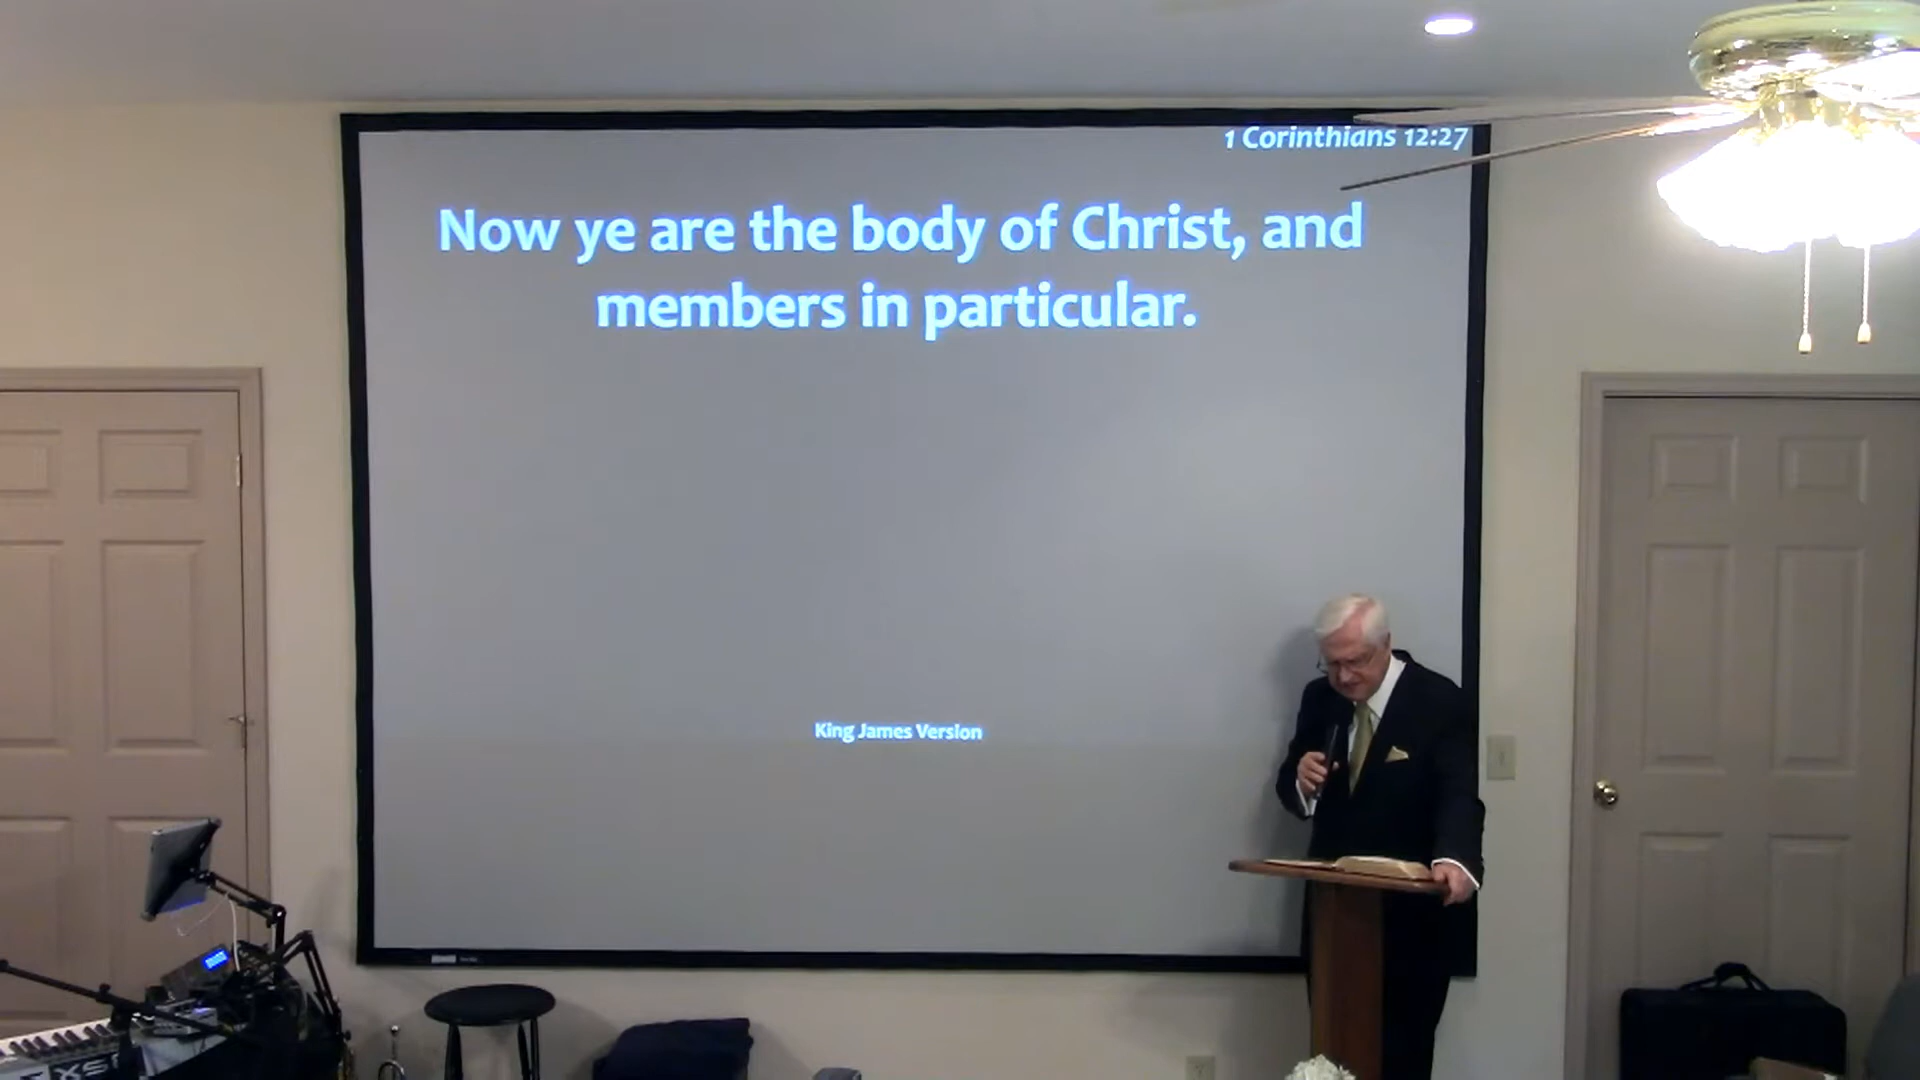 1 Corinthians 12:27
Now ye are the body of Christ, and
members in particular.
King James Version